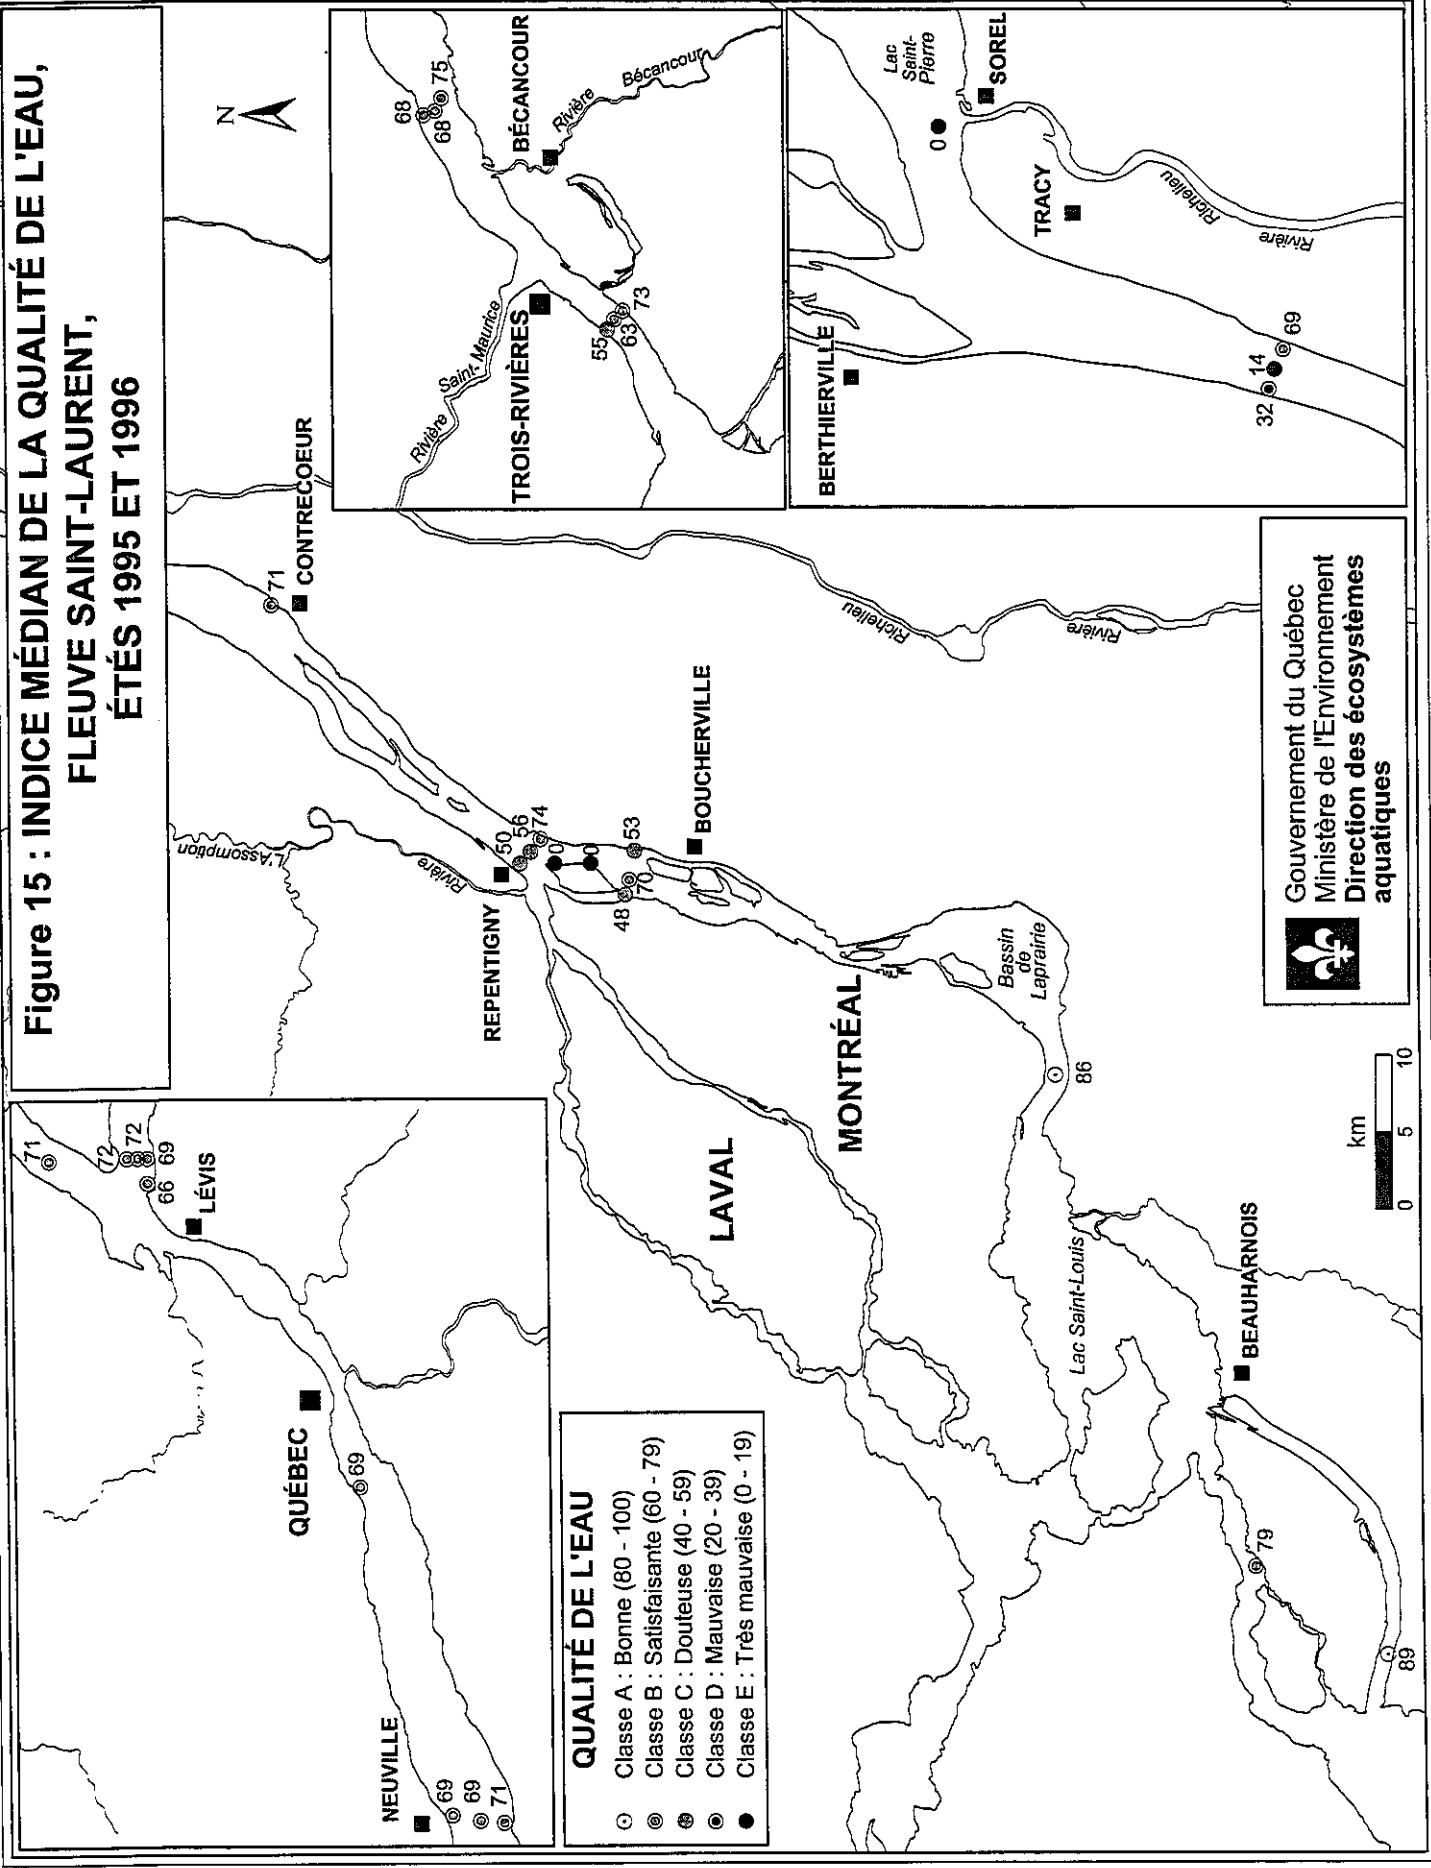 Figure 15 : INDICE MÉDIAN DE LA QUALITÉ DE L'EAU,
FLEUVE SAINT-LAURENT,
ÉTÉS 1995 ET 1996
71
72
72
69
66
LÉVIS
QUÉBEC
69
NEUVILLE
69
69
71
N
68
68
75
BÉCANCOUR
Rivière
Bécancour
Rivière
Saint-Maurice
TROIS-RIVIÈRES
55
63
73
Lac
Saint-
Pierre
SOREL
0
TRACY
Rivière
Richelieu
BERTHIERVILLE
32
14
69
71
CONTRECOEUR
Rivière
L'Assomption
REPENTIGNY
50
56
74
0
0
53
70
48
BOUCHERVILLE
Rivière
Richelieu
LAVAL
MONTRÉAL
Bassin
de
Laprairie
86
Lac Saint-Louis
BEAUHARNOIS
79
89
QUALITÉ DE L'EAU
Classe A : Bonne (80 - 100)
Classe B : Satisfaisante (60 - 79)
Classe C : Douteuse (40 - 59)
Classe D : Mauvaise (20 - 39)
Classe E : Très mauvaise (0 - 19)
km
0 5 10
Gouvernement du Québec
Ministère de l'Environnement
Direction des écosystèmes
aquatiques